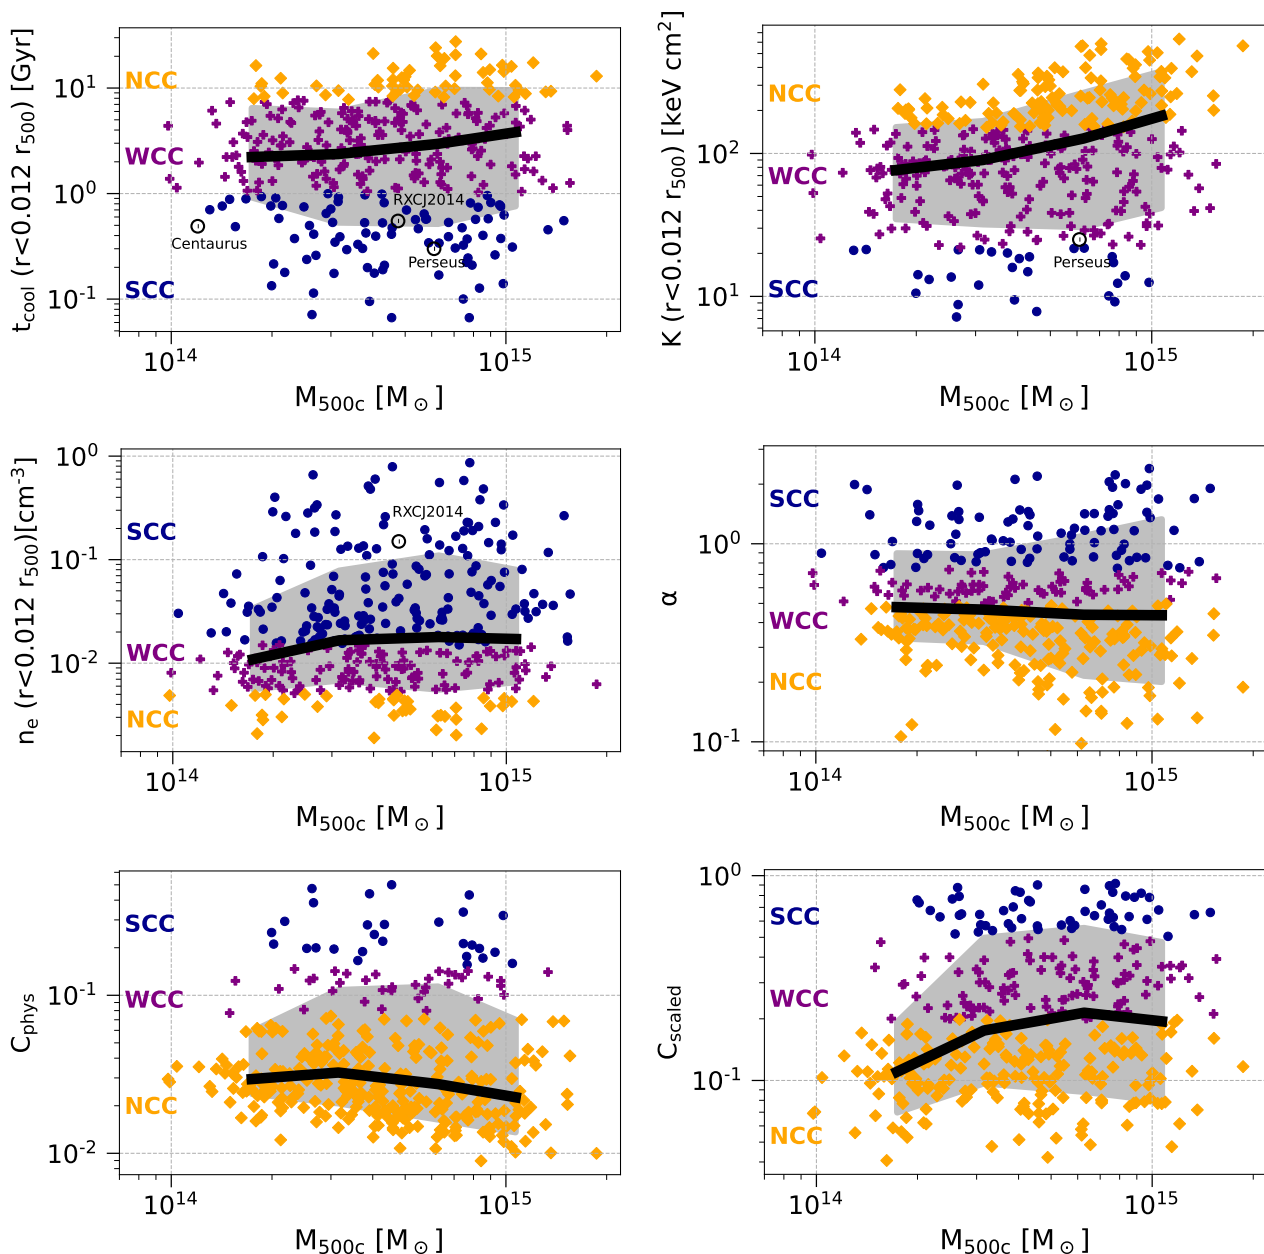 t_cool (r<0.012 r_500) [Gyr]
10^1
10^0
10^-1
NCC
WCC
SCC
RXCJ2014
Centaurus
Perseus
10^14
10^15
M_500c [M_⊙]
K (r<0.012 r_500) [keV cm^2]
10^2
10^1
NCC
WCC
SCC
Perseus
10^14
10^15
M_500c [M_⊙]
n_e (r<0.012 r_500)[cm^-3]
10^0
10^-1
10^-2
SCC
WCC
NCC
RXCJ2014
10^14
10^15
M_500c [M_⊙]
α
10^0
10^-1
SCC
WCC
NCC
10^14
10^15
M_500c [M_⊙]
C_phys
10^-1
10^-2
SCC
WCC
NCC
10^14
10^15
M_500c [M_⊙]
C_scaled
10^0
10^-1
SCC
WCC
NCC
10^14
10^15
M_500c [M_⊙]